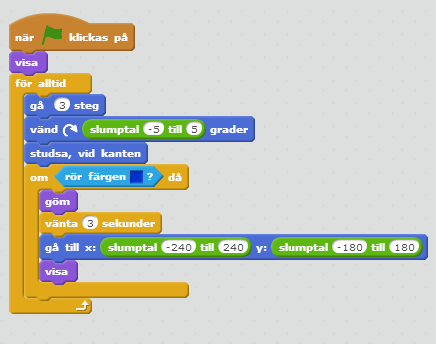 när klickas på
visa
för alltid
gå 3 steg
vänd slumptal -5 till 5 grader
studsa, vid kanten
om rör färgen ? då
göm
vänta 3 sekunder
gå till x: slumptal -240 till 240 y: slumptal -180 till 180
visa